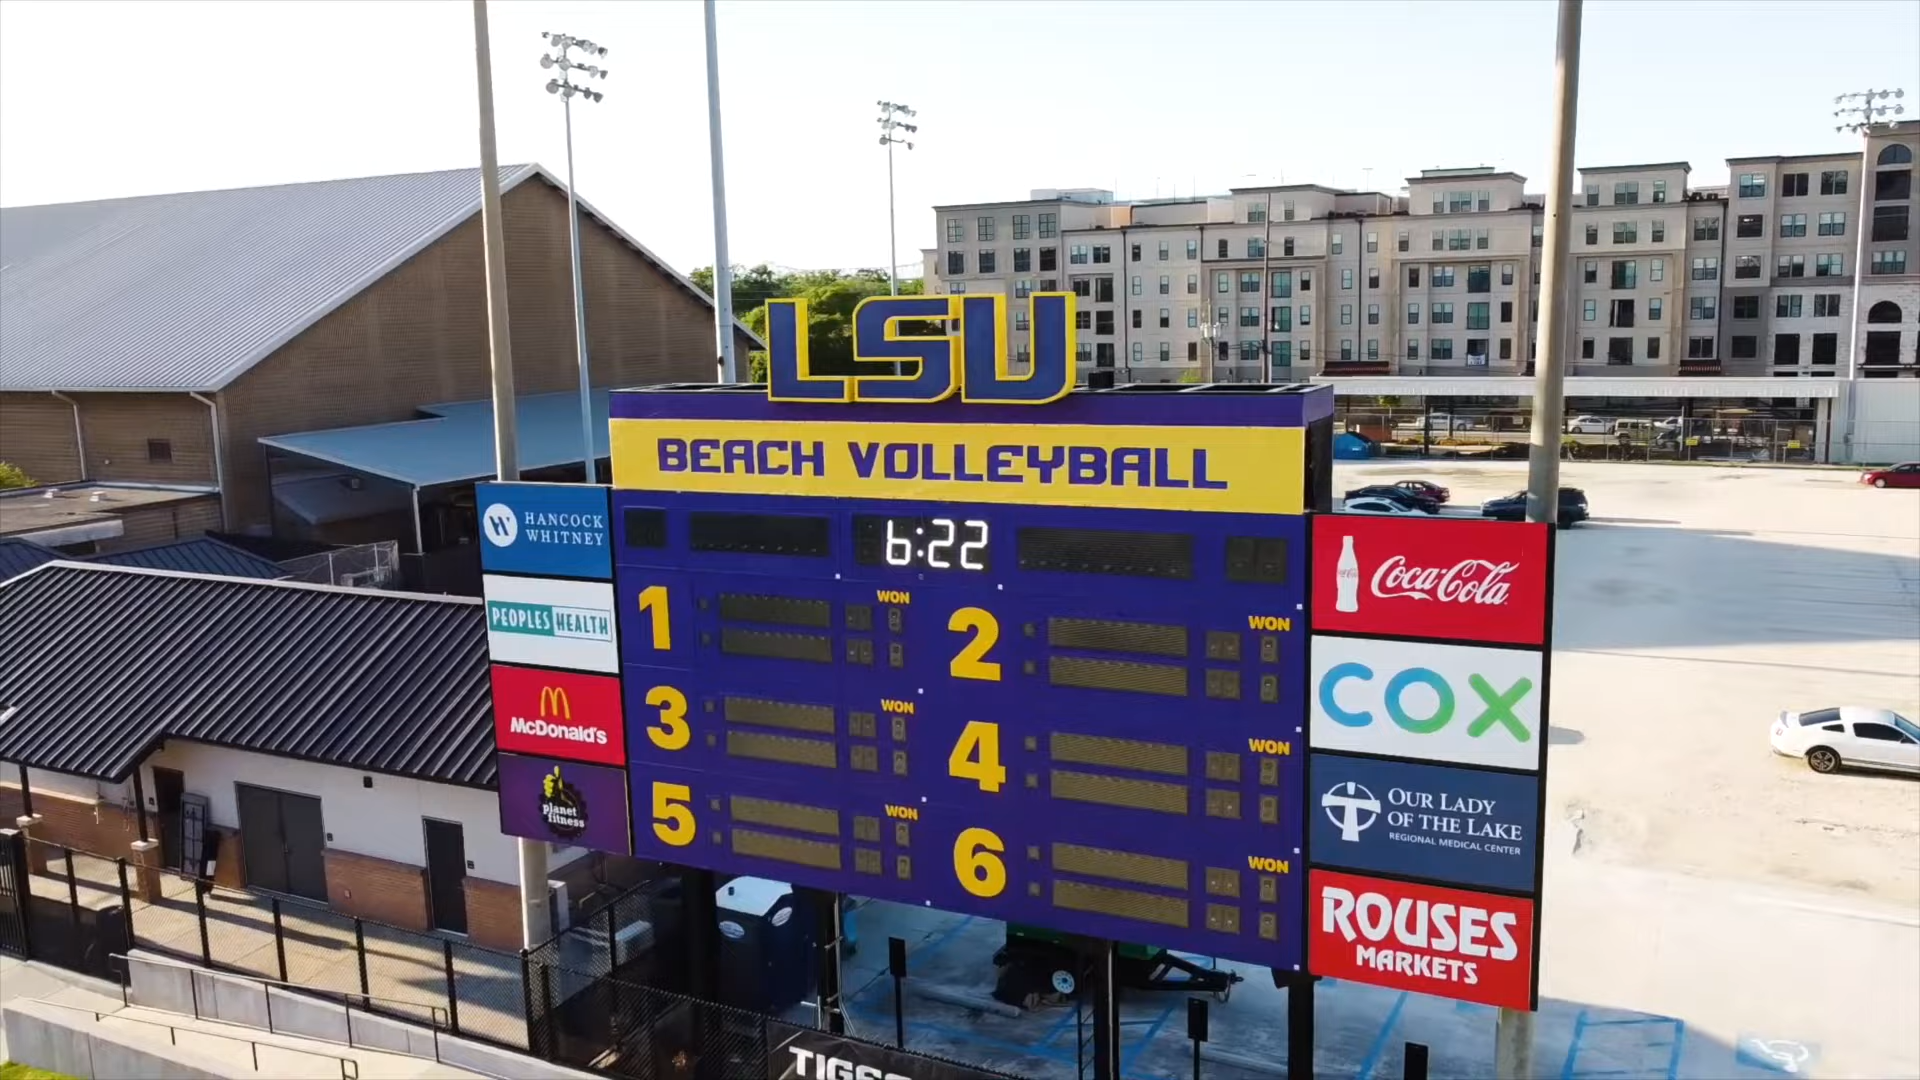 LSU
BEACH VOLLEYBALL
HANCOCK
WHITNEY
PEOPLES HEALTH
McDonald's
planet
fitness
6:22
1
WON
2
WON
3
WON
4
WON
5
WON
6
WON
Coca-Cola
COX
OUR LADY
OF THE LAKE
REGIONAL MEDICAL CENTER
ROUSES
MARKETS